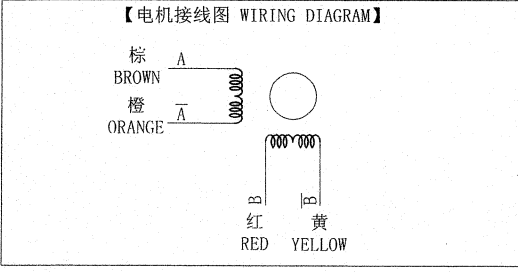 【电机接线图 WIRING DIAGRAM】
棕 A
BROWN
橙 A̅
ORANGE
B B̅
红 黄
RED YELLOW